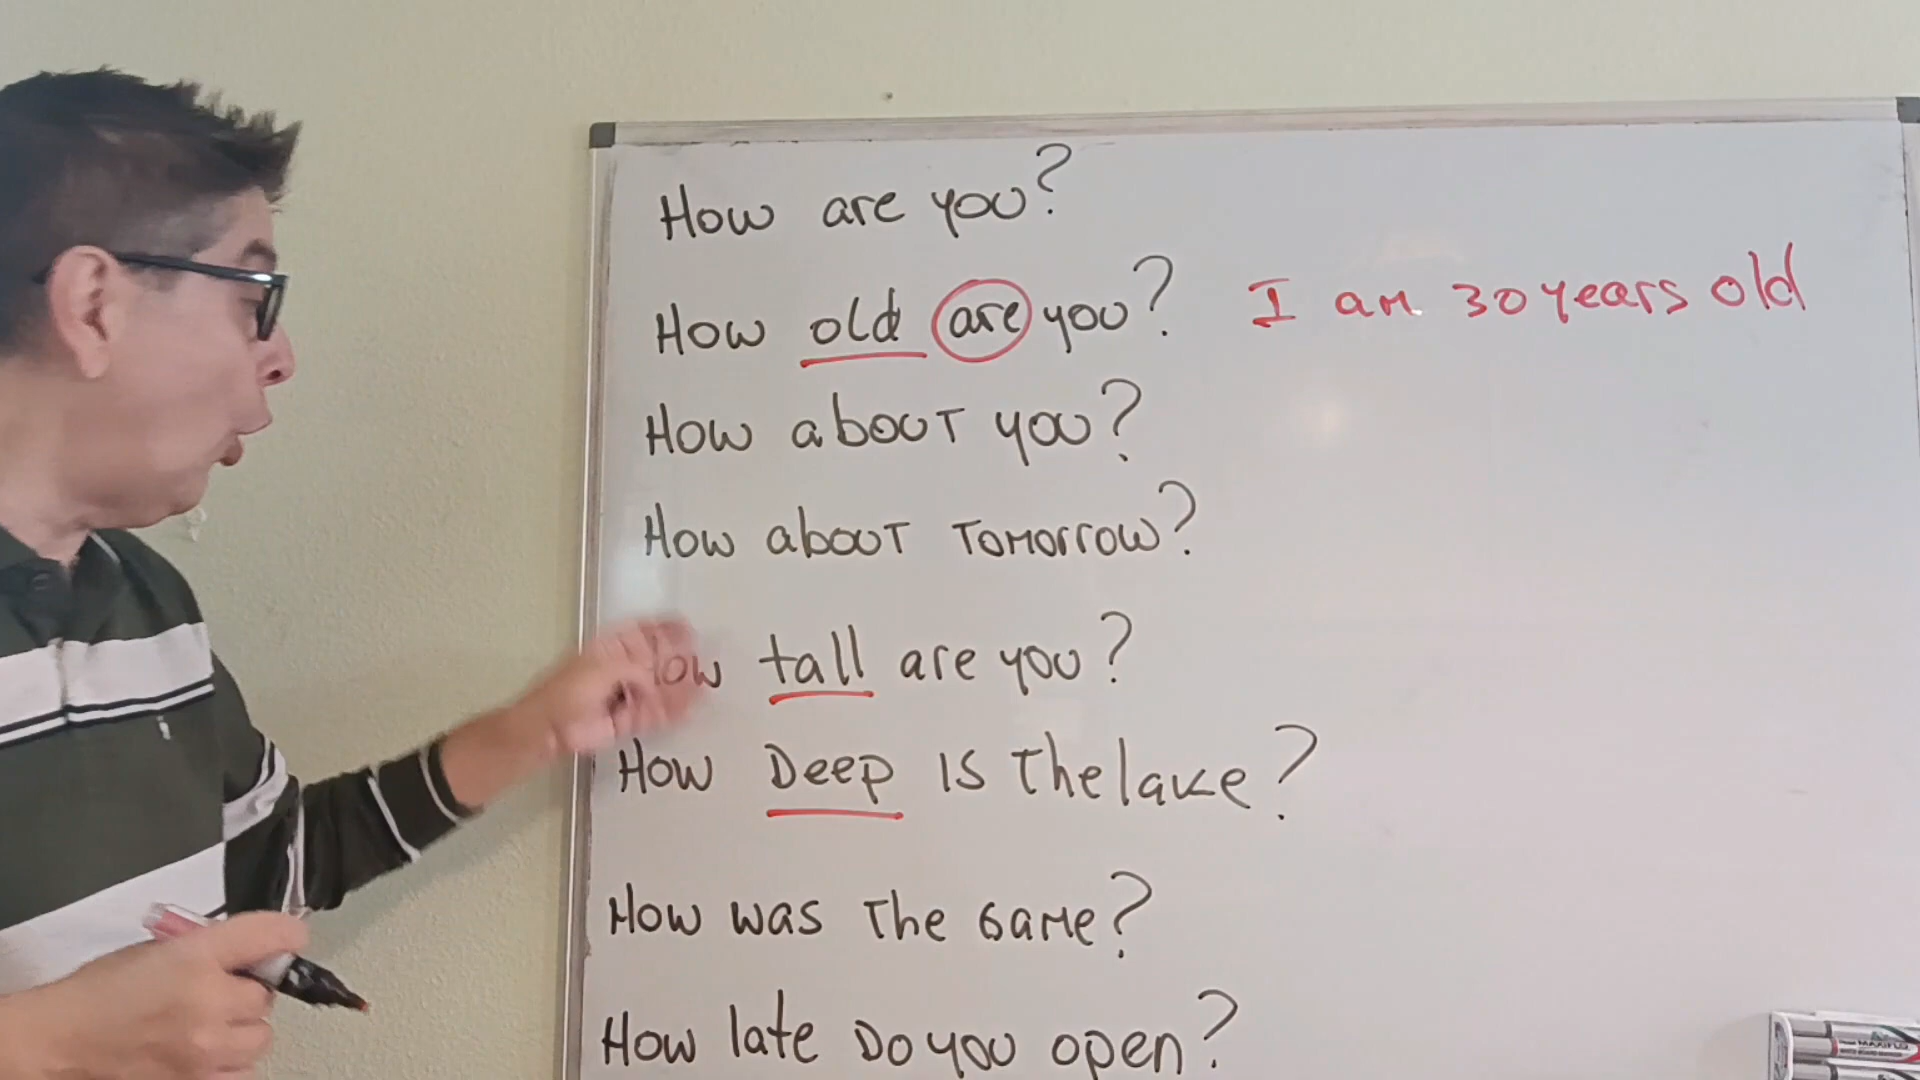 How are you?
How old are you? I am 30 years old
How about you?
How about Tomorrow?
How tall are you?
How Deep is The lake?
How was The Game?
How late Do you open?